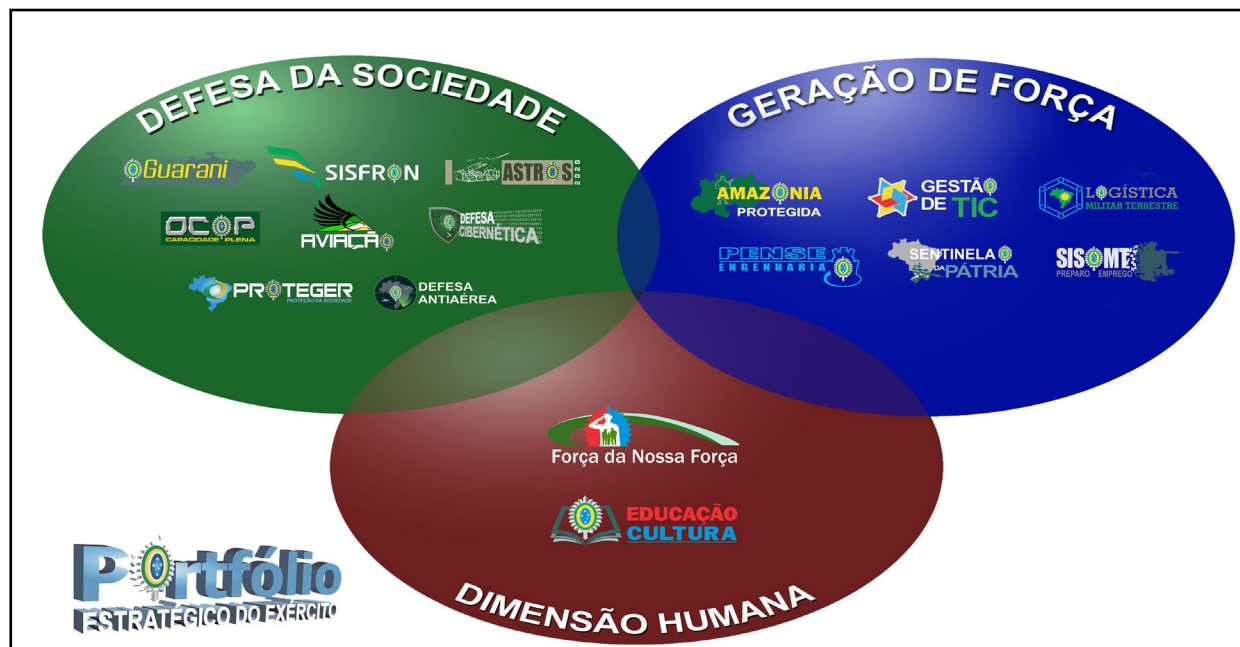 DEFESA DA SOCIEDADE
Guarani
SISFRON
ASTROS 2020
OCOP
CAPACIDADE PLENA
AVIAÇÃO
DEFESA
CIBERNÉTICA
PROTEGER
PROTEÇÃO DA SOCIEDADE
DEFESA
ANTIAÉREA
GERAÇÃO DE FORÇA
AMAZONIA
PROTEGIDA
GESTÃO
DE TIC
LOGÍSTICA
MILITAR TERRESTRE
PENSE
ENGENHARIA
SENTINELA
DA PÁTRIA
SISOMT
PREPARO EMPREGO
Força da Nossa Força
EDUCAÇÃO
CULTURA
DIMENSÃO HUMANA
Portfólio
ESTRATÉGICO DO EXÉRCITO